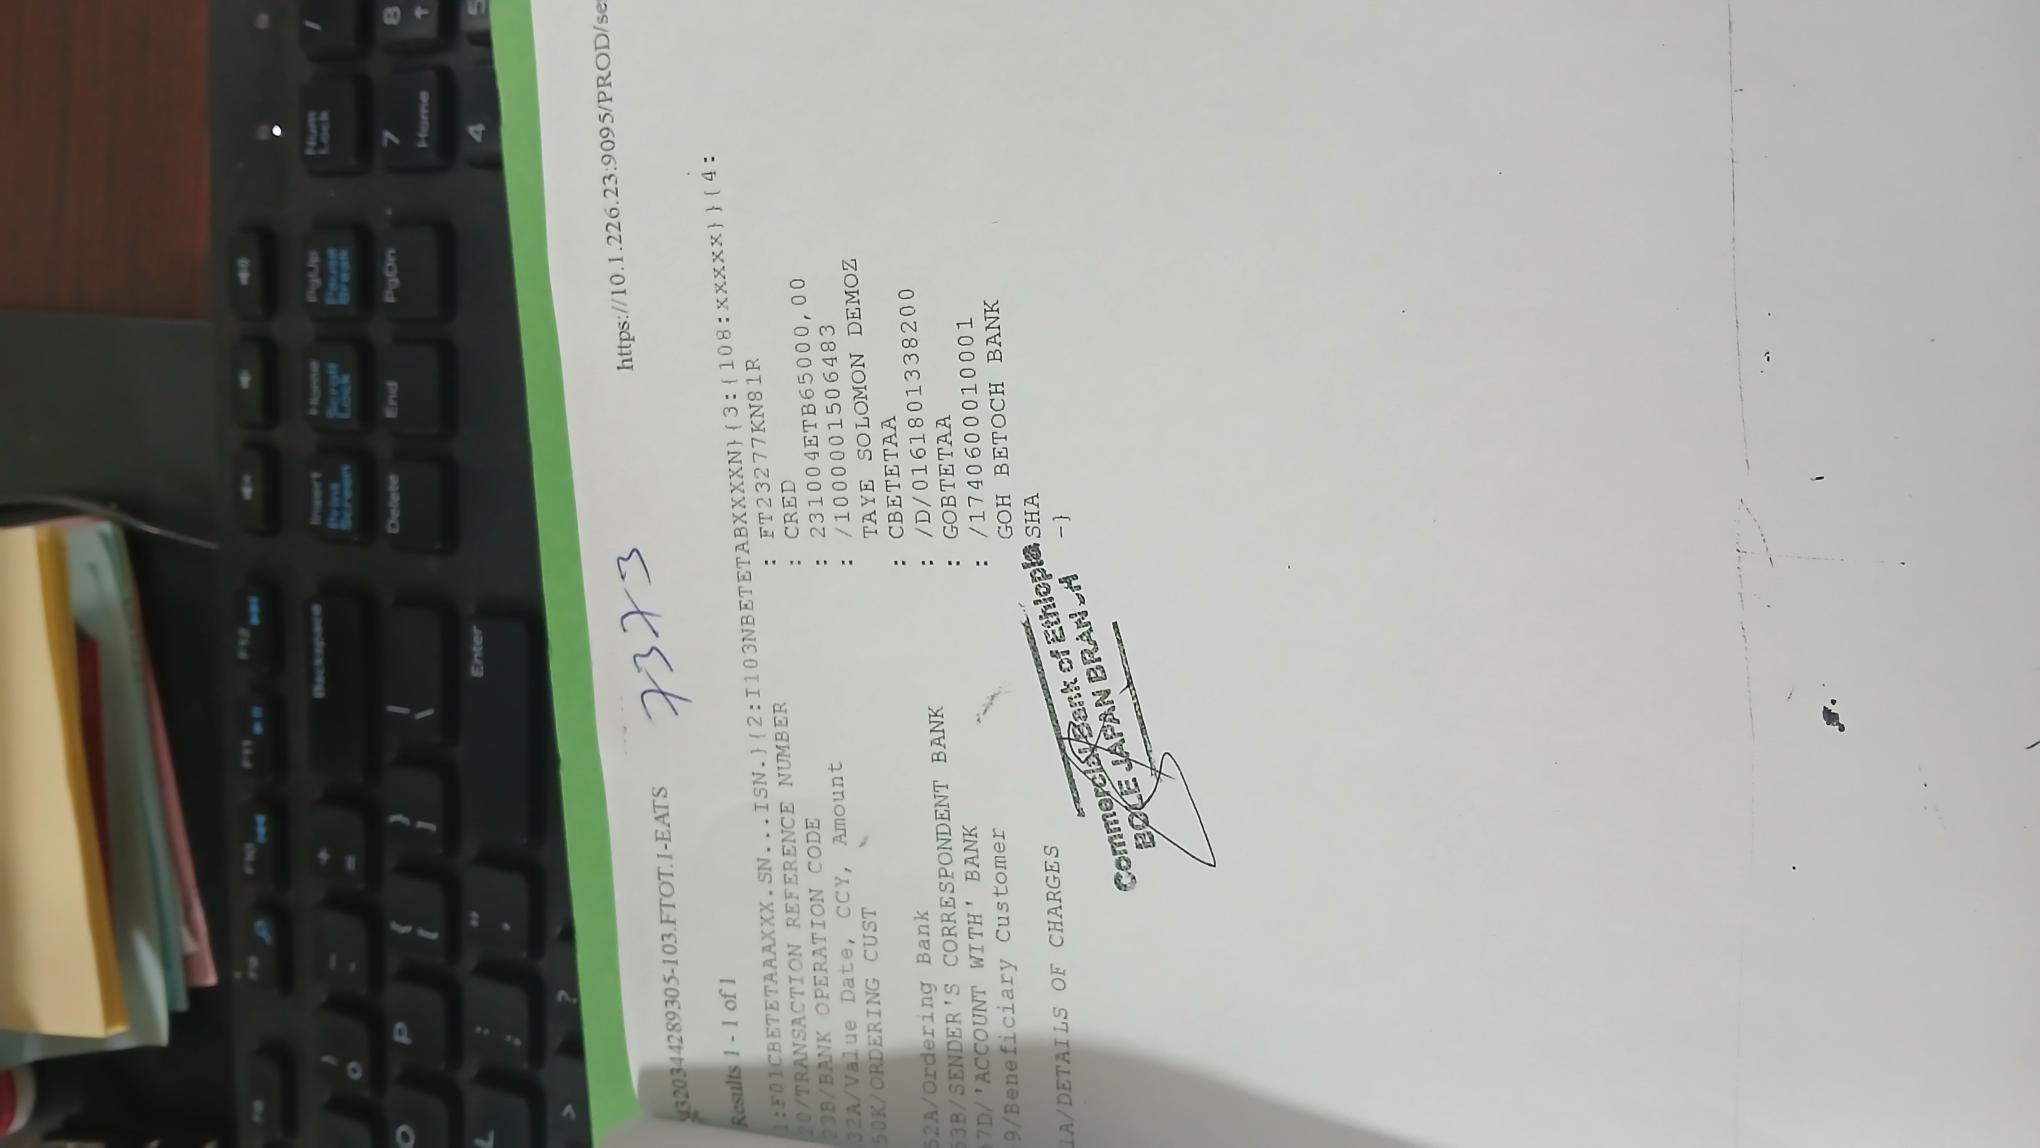 F9
F10
F11
F12
)
0
-
+
=
Backspace
Insert
Print
Screen
Home
Scroll
Lock
PgUp
Pause
Break
Num
Lock
/
O
P
{
[
}
]
|
\
Delete
End
PgDn
7
Home
8
L
:
;
Enter
4
5
>
?
https://10.1.226.23:9095/PROD/se
7373
320344289305-103.FTOT.1-EATS
Results 1 - 1 of 1
1:F01CBETETAAAXXX.SN...ISN.}{2:I103NBETETABXXXXN}{3:{108:xxxxx}}{4:
20/TRANSACTION REFERENCE NUMBER : FT23277KN81R
23B/BANK OPERATION CODE : CRED
32A/Value Date, CCY, Amount : 231004ETB65000,00
50K/ORDERING CUST : /1000001506483
TAYE SOLOMON DEMOZ
52A/Ordering Bank : CBETETAA
53B/SENDER'S CORRESPONDENT BANK : /D/0161801338200
57D/'ACCOUNT WITH' BANK : GOBTETAA
9/Beneficiary Customer : /1740600010001
GOH BETOCH BANK
1A/DETAILS OF CHARGES SHA
-}
Commercial Bank of Ethiopia
BOLE JAPAN BRANCH